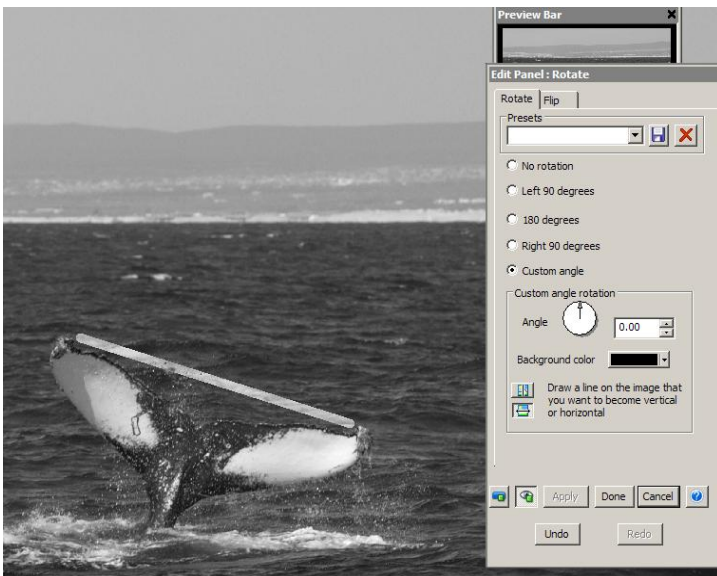 Preview Bar
Edit Panel : Rotate
Rotate
Flip
Presets
No rotation
Left 90 degrees
180 degrees
Right 90 degrees
Custom angle
Custom angle rotation
Angle
0.00
Background color
Draw a line on the image that
you want to become vertical
or horizontal
Apply
Done
Cancel
Undo
Redo